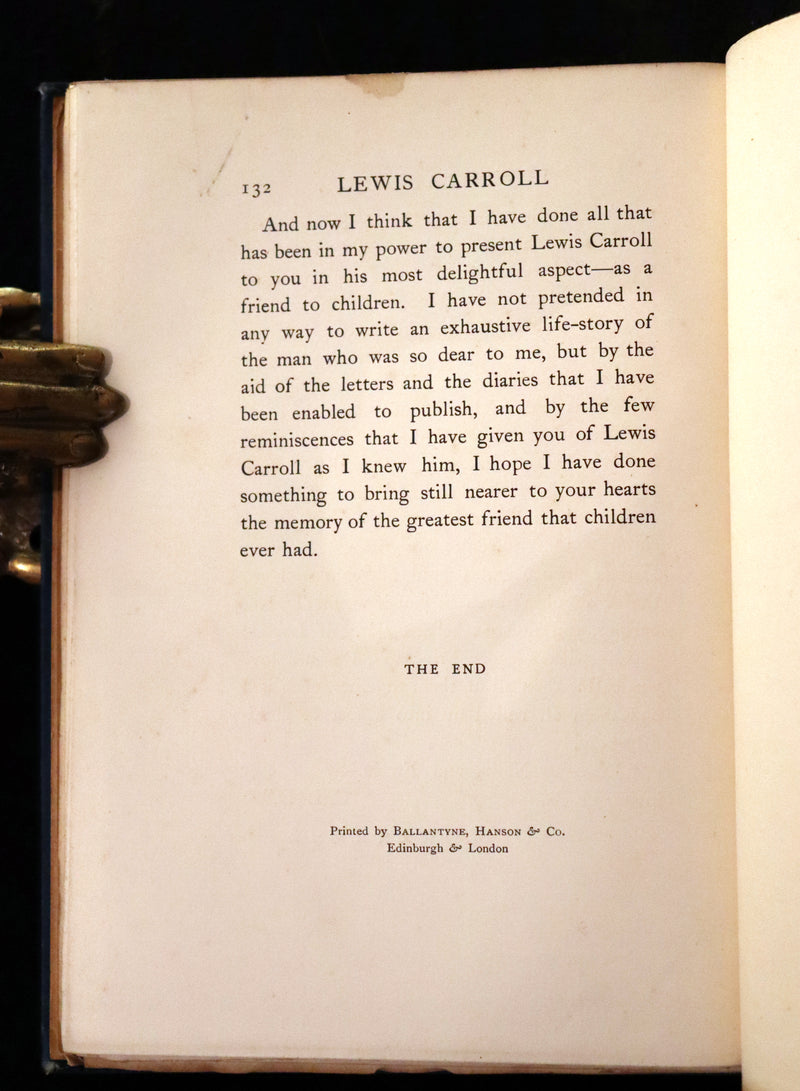 132 LEWIS CARROLL
And now I think that I have done all that
has been in my power to present Lewis Carroll
to you in his most delightful aspect—as a
friend to children. I have not pretended in
any way to write an exhaustive life-story of
the man who was so dear to me, but by the
aid of the letters and the diaries that I have
been enabled to publish, and by the few
reminiscences that I have given you of Lewis
Carroll as I knew him, I hope I have done
something to bring still nearer to your hearts
the memory of the greatest friend that children
ever had.
THE END
Printed by BALLANTYNE, HANSON & Co.
Edinburgh & London